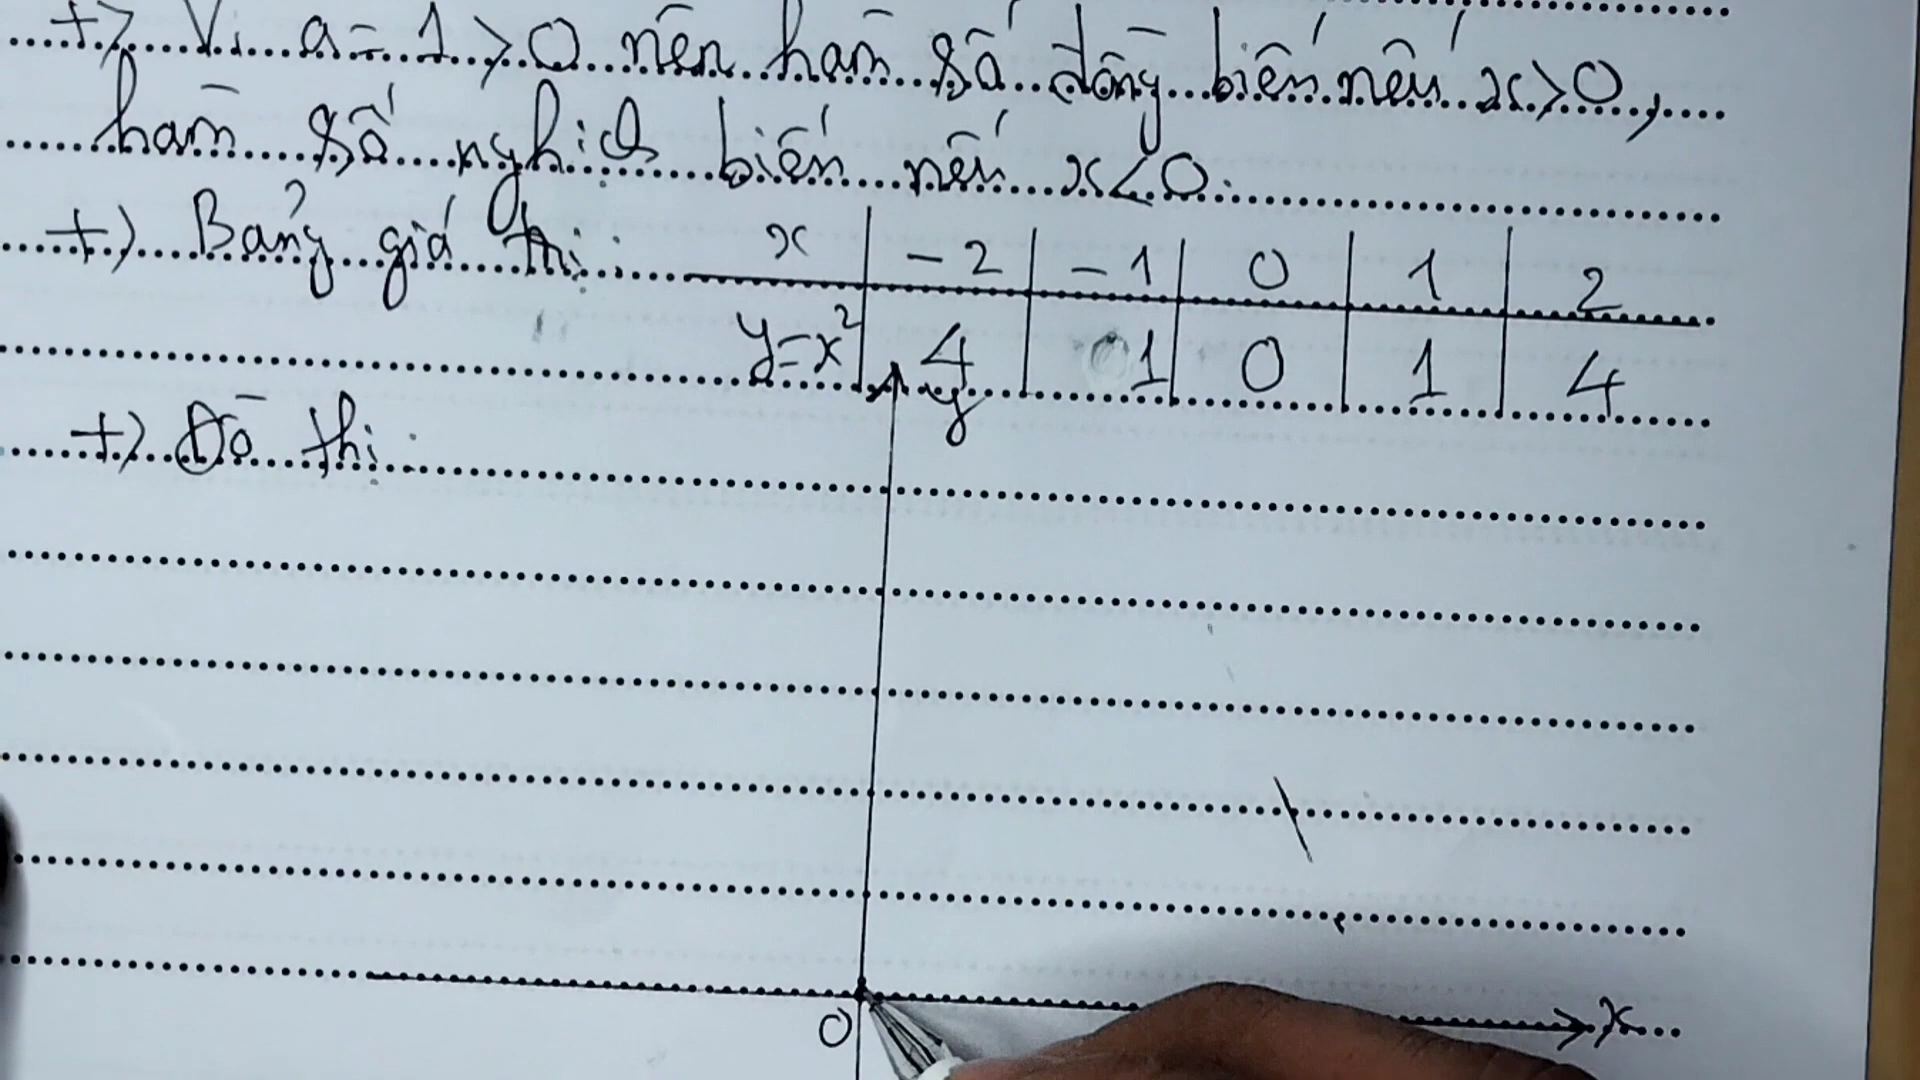 +> Vì a = 1 > 0 nên hàm số đồng biến nếu x > 0,
hàm số nghịch biến nếu x < 0.
+) Bảng giá trị: x -2 -1 0 1 2
y=x² 4 1 0 1 4
y
+) Đồ thị
O x